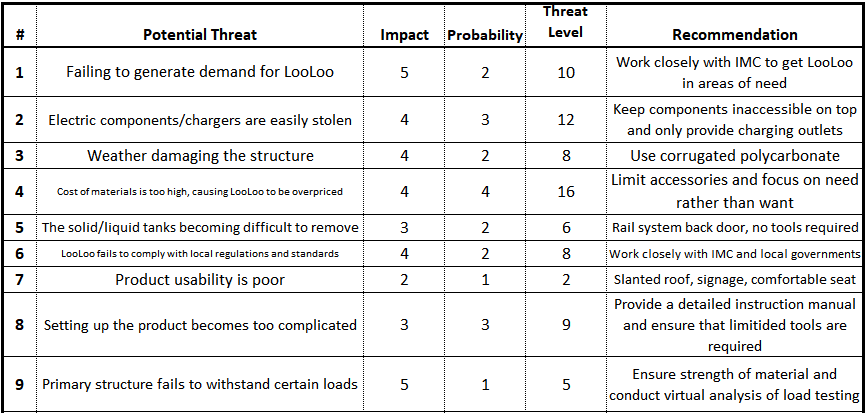 # Potential Threat Impact Probability Threat Level Recommendation
1 Failing to generate demand for LooLoo 5 2 10 Work closely with IMC to get LooLoo
in areas of need
2 Electric components/chargers are easily stolen 4 3 12 Keep components inaccessible on top
and only provide charging outlets
3 Weather damaging the structure 4 2 8 Use corrugated polycarbonate
4 Cost of materials is too high, causing LooLoo to be overpriced 4 4 16 Limit accessories and focus on need
rather than want
5 The solid/liquid tanks becoming difficult to remove 3 2 6 Rail system back door, no tools required
6 LooLoo fails to comply with local regulations and standards 4 2 8 Work closely with IMC and local governments
7 Product usability is poor 2 1 2 Slanted roof, signage, comfortable seat
8 Setting up the product becomes too complicated 3 3 9 Provide a detailed instruction manual
and ensure that limitided tools are
required
9 Primary structure fails to withstand certain loads 5 1 5 Ensure strength of material and
conduct virtual analysis of load testing